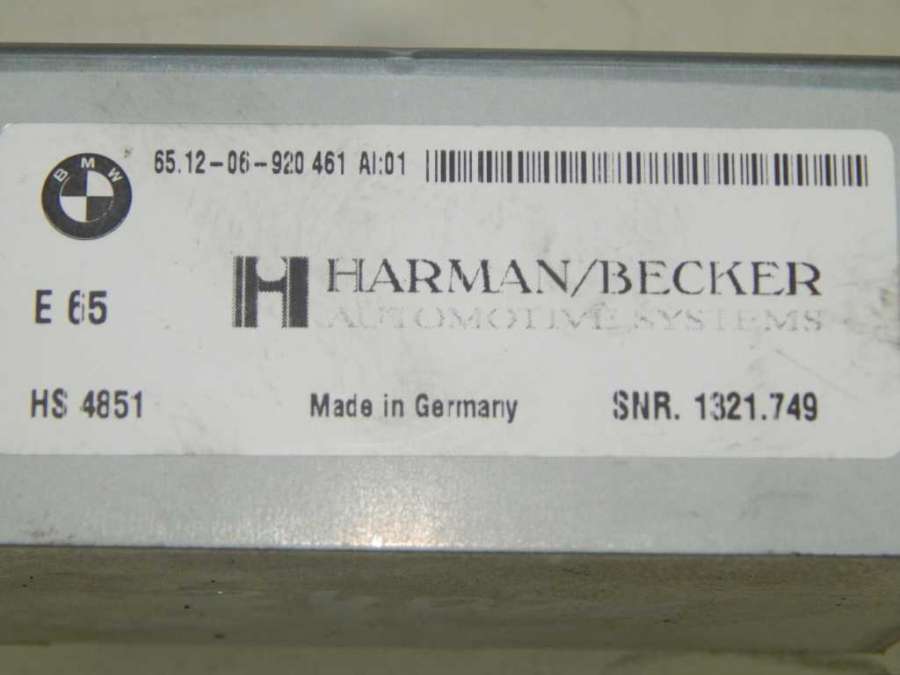 BMW
65.12-06-920 461 AI:01
E 65
HARMAN/BECKER
AUTOMOTIVE SYSTEMS
HS 4851
Made in Germany
SNR. 1321.749